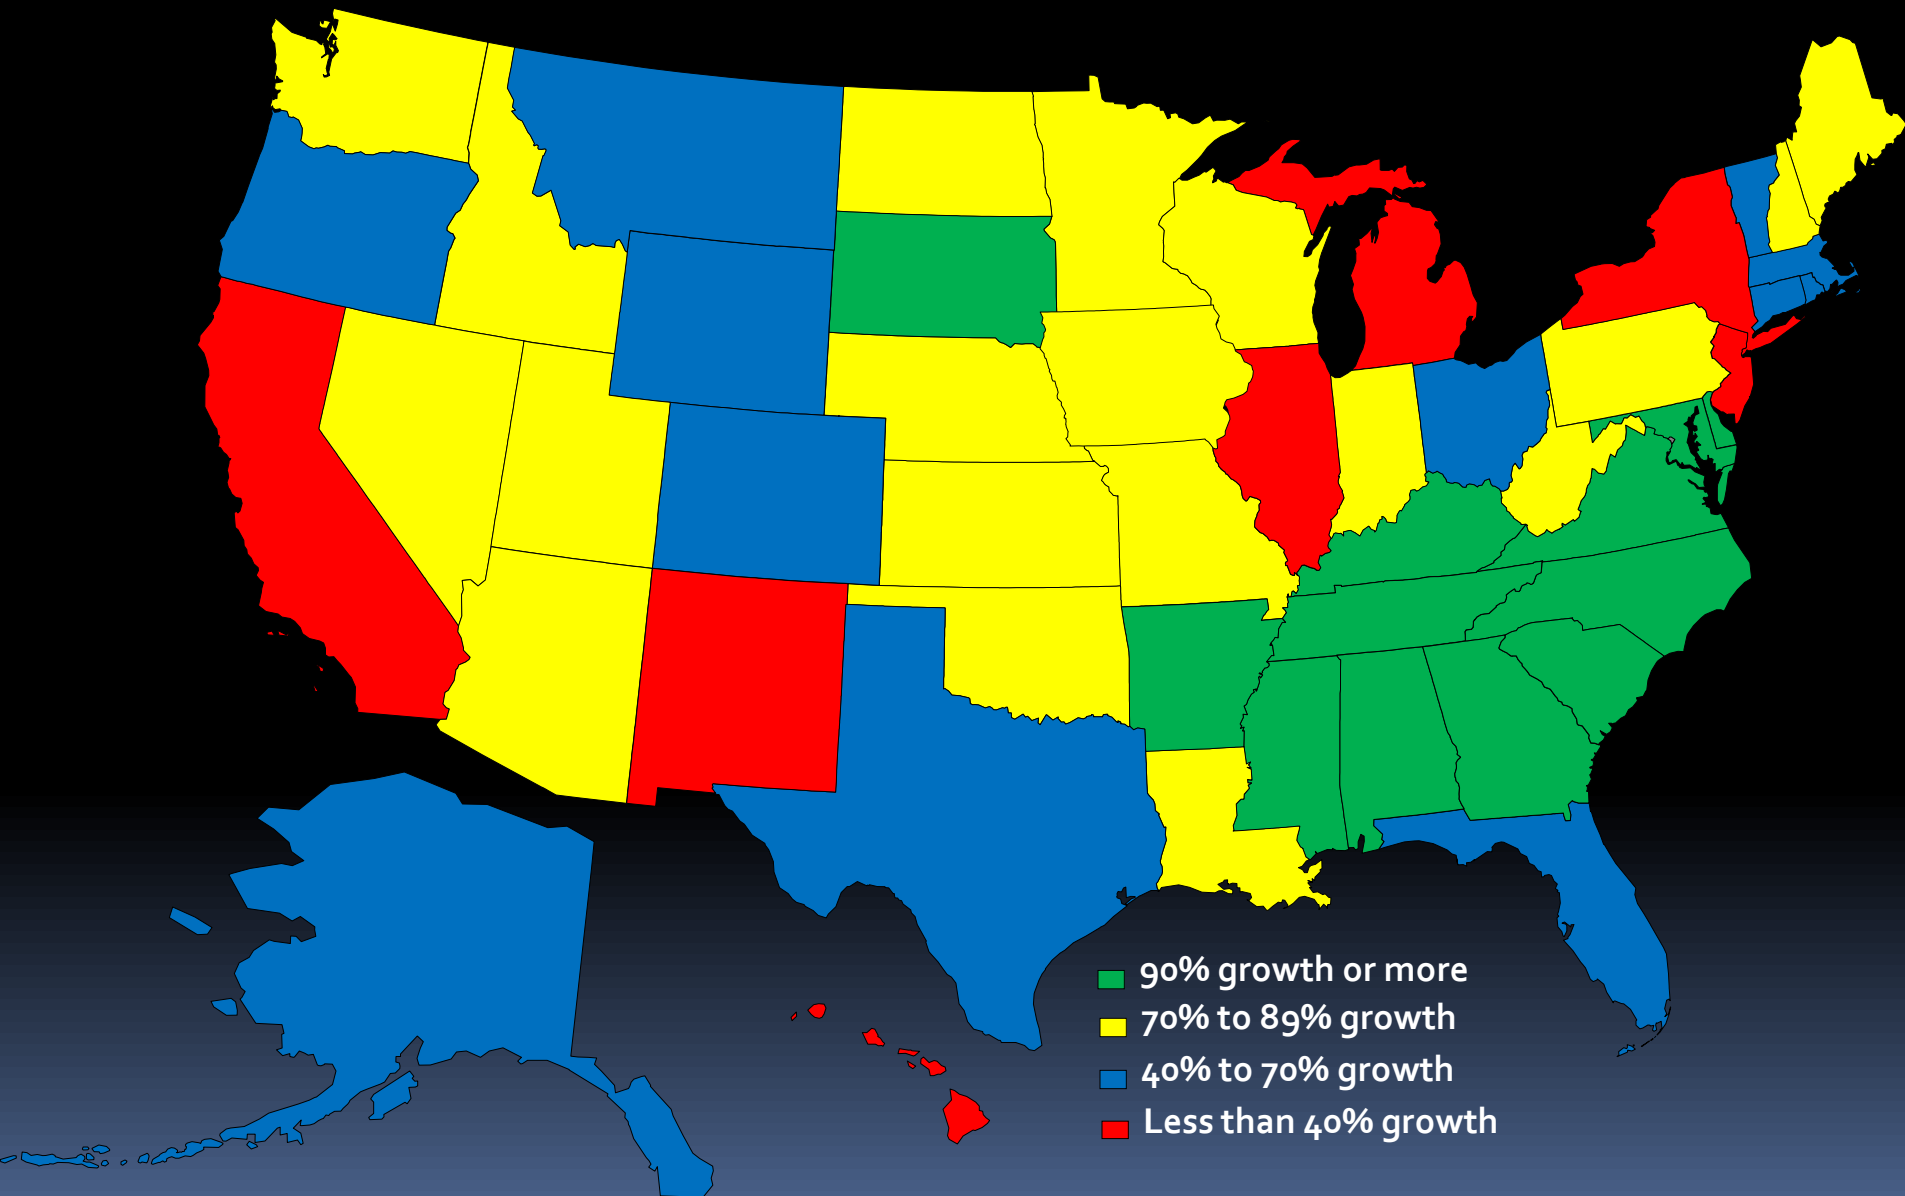 90% growth or more
70% to 89% growth
40% to 70% growth
Less than 40% growth